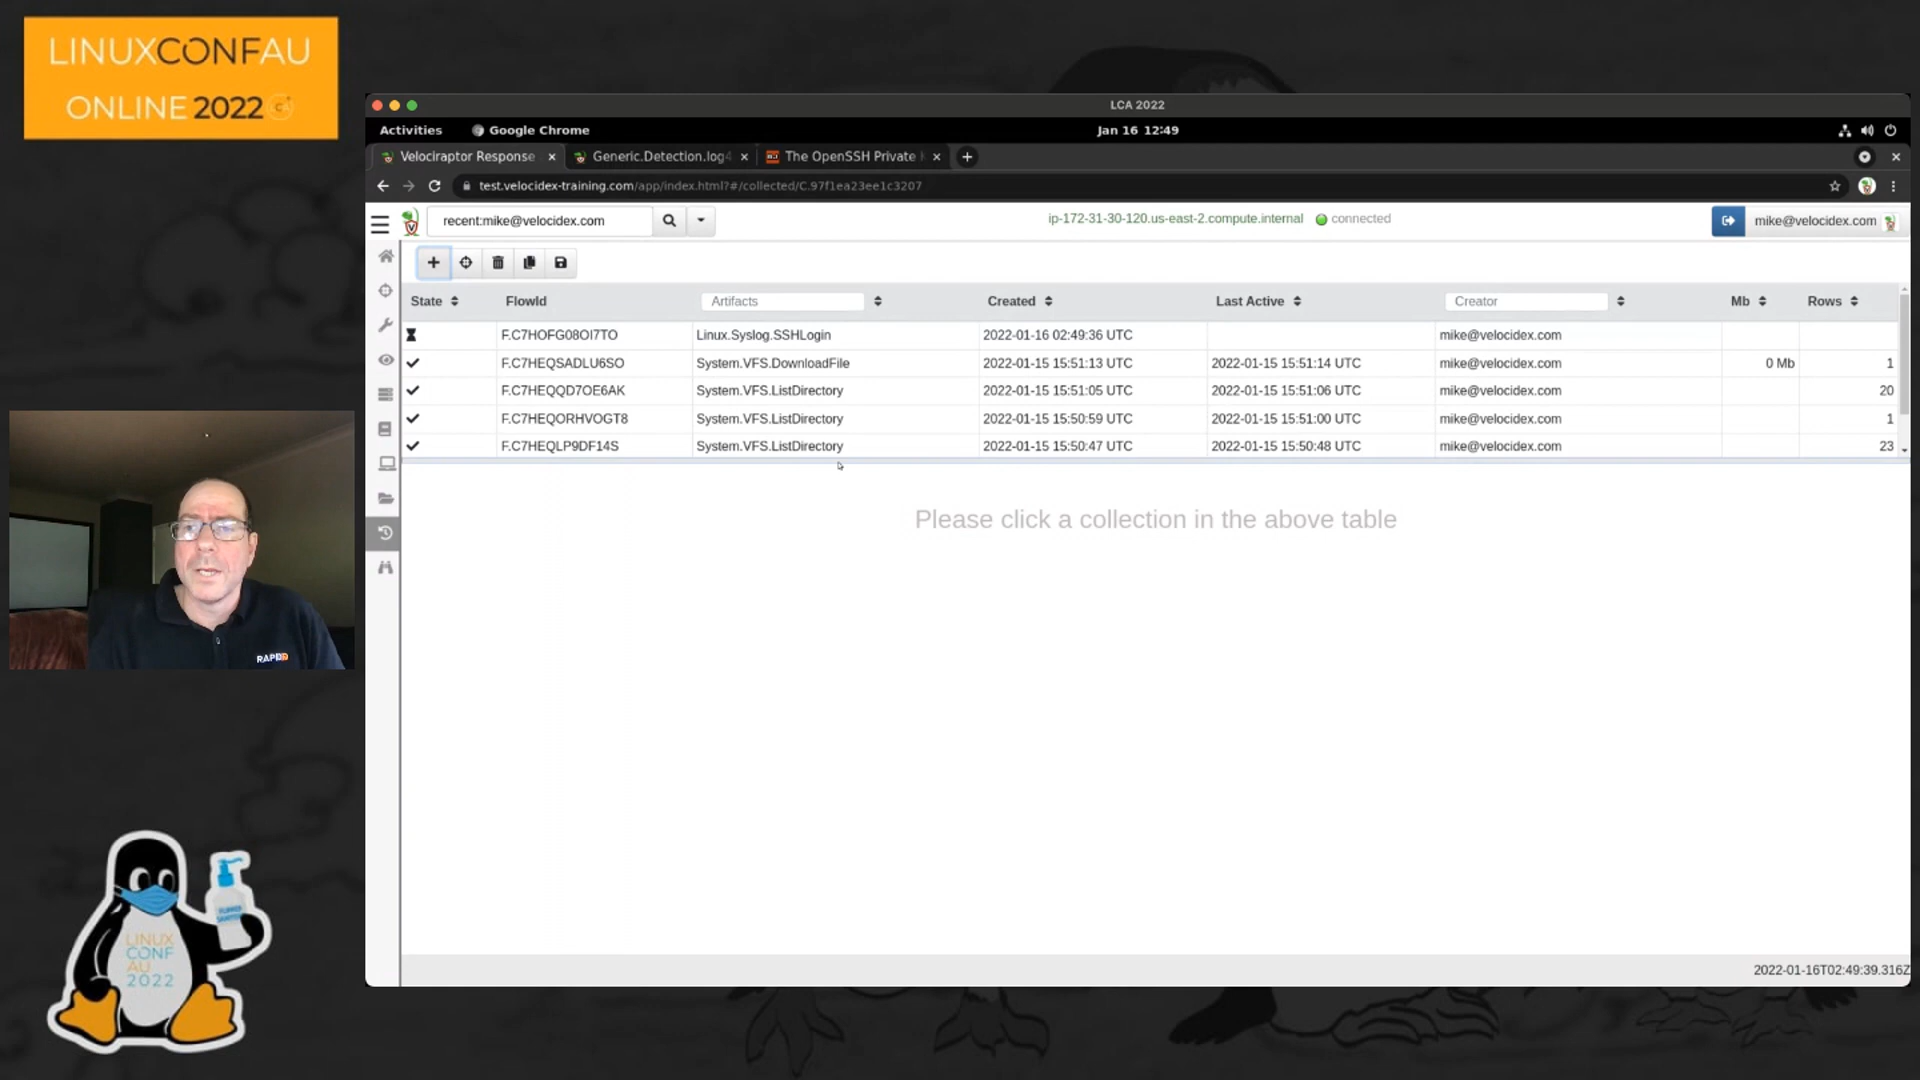 LINUXCONFAU
ONLINE 2022
LCA 2022
Activities Google Chrome Jan 16 12:49
Velociraptor Response Generic.Detection.log4 The OpenSSH Private
test.velocidex-training.com/app/index.html?#/collected/C.97f1ea23ee1c3207
recent:mike@velocidex.com ip-172-31-30-120.us-east-2.compute.internal connected mike@velocidex.com
State FlowId Artifacts Created Last Active Creator Mb Rows
F.C7HOFG08OI7TO Linux.Syslog.SSHLogin 2022-01-16 02:49:36 UTC mike@velocidex.com
F.C7HEQSADLU6SO System.VFS.DownloadFile 2022-01-15 15:51:13 UTC 2022-01-15 15:51:14 UTC mike@velocidex.com 0 Mb 1
F.C7HEQQD7OE6AK System.VFS.ListDirectory 2022-01-15 15:51:05 UTC 2022-01-15 15:51:06 UTC mike@velocidex.com 20
F.C7HEQORHVOGT8 System.VFS.ListDirectory 2022-01-15 15:50:59 UTC 2022-01-15 15:51:00 UTC mike@velocidex.com 1
F.C7HEQLP9DF14S System.VFS.ListDirectory 2022-01-15 15:50:47 UTC 2022-01-15 15:50:48 UTC mike@velocidex.com 23
Please click a collection in the above table
2022-01-16T02:49:39.316Z
RAPID7
LINUX
CONF
AU
2022